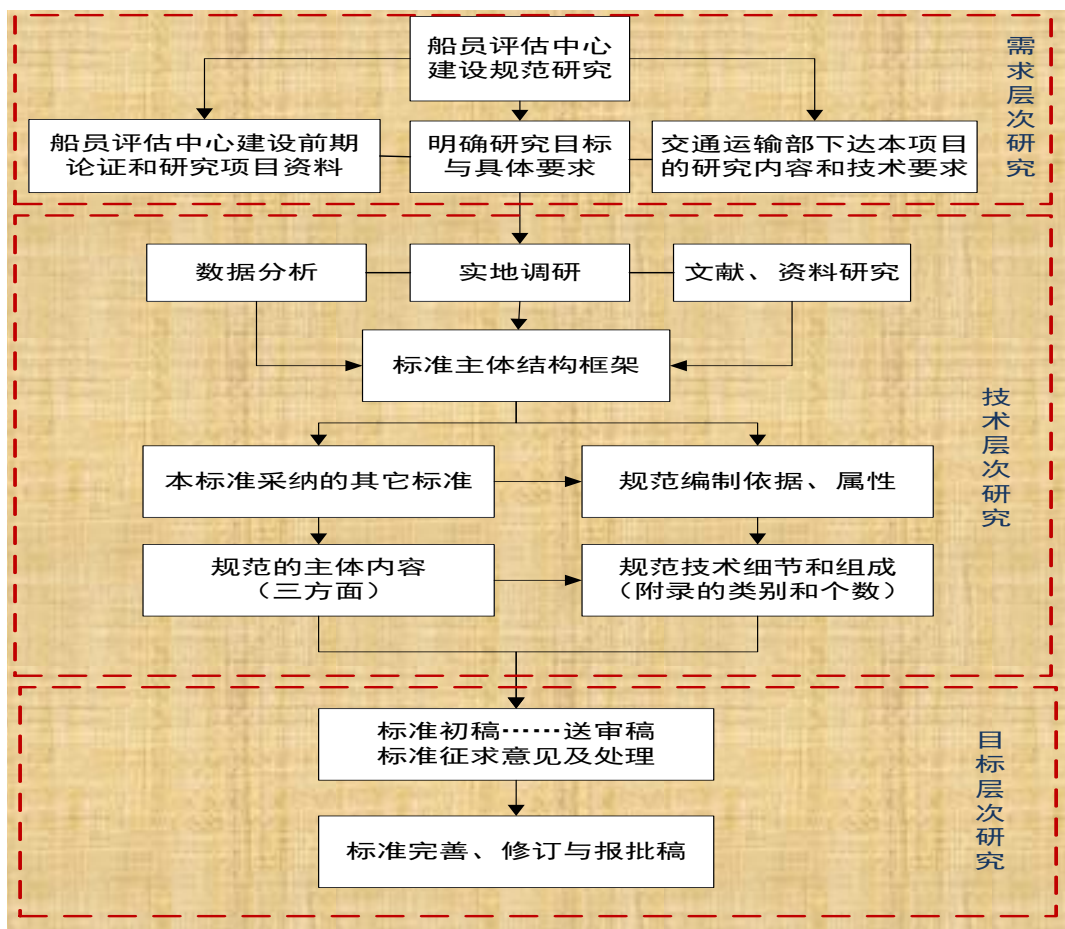 船员评估中心
建设规范研究
需求层次研究
船员评估中心建设前期
论证和研究项目资料
明确研究目标
与具体要求
交通运输部下达本项目
的研究内容和技术要求
数据分析
实地调研
文献、资料研究
标准主体结构框架
技术层次研究
本标准采纳的其它标准
规范编制依据、属性
规范的主体内容
（三方面）
规范技术细节和组成
（附录的类别和个数）
标准初稿……送审稿
标准征求意见及处理
目标层次研究
标准完善、修订与报批稿